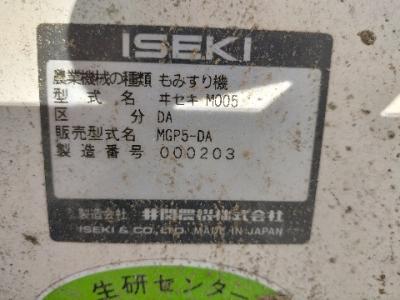 ISEKI
農業機械の種類 もみすり機
型式名 ヰセキ M005
区分 DA
販売型式名 MGP5-DA
製造番号 000203
製造会社 井関農機株式会社
ISEKI & CO., LTD. MADE IN JAPAN
生研センター